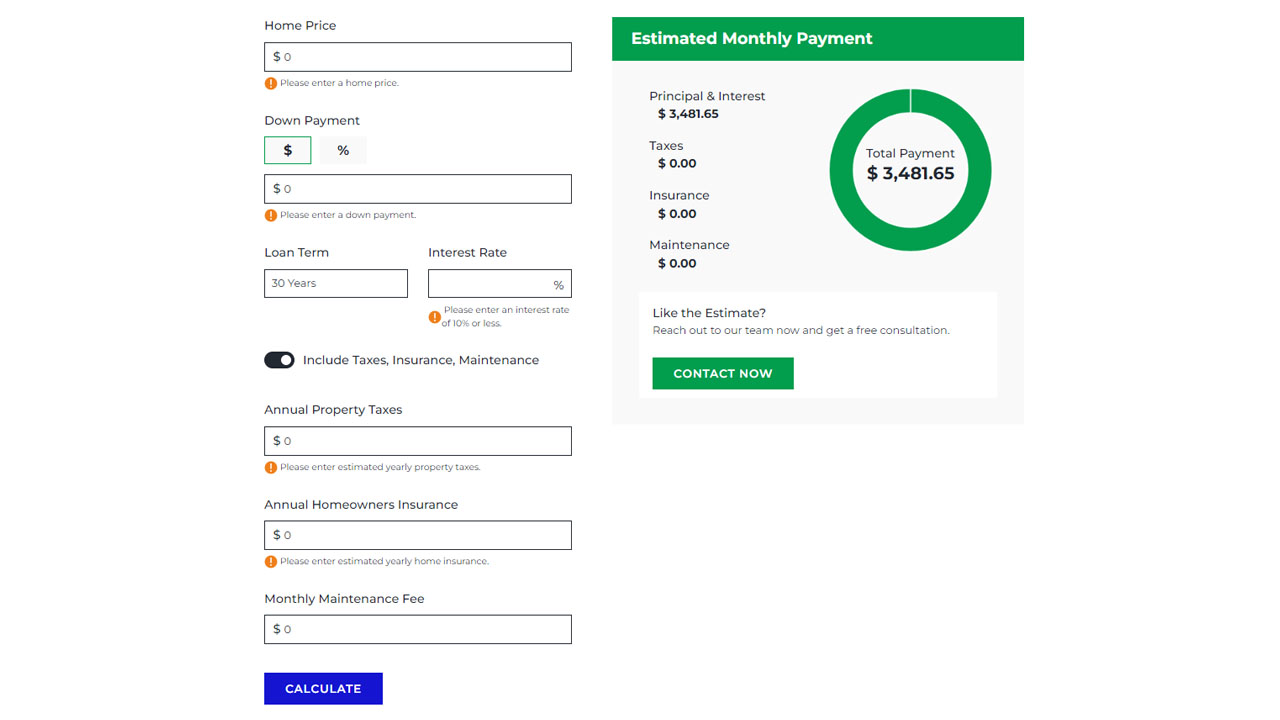 Home Price
$ 0
Please enter a home price.
Down Payment
$ %
$ 0
Please enter a down payment.
Loan Term Interest Rate
30 Years %
Please enter an interest rate
of 10% or less.
Include Taxes, Insurance, Maintenance
Annual Property Taxes
$ 0
Please enter estimated yearly property taxes.
Annual Homeowners Insurance
$ 0
Please enter estimated yearly home insurance.
Monthly Maintenance Fee
$ 0
CALCULATE
Estimated Monthly Payment
Principal & Interest
$ 3,481.65
Taxes
$ 0.00
Insurance
$ 0.00
Maintenance
$ 0.00
Total Payment
$ 3,481.65
Like the Estimate?
Reach out to our team now and get a free consultation.
CONTACT NOW